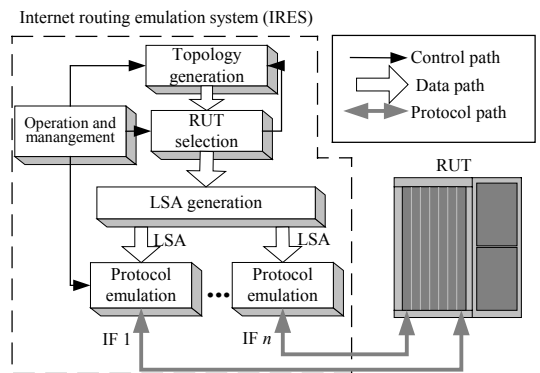 Internet routing emulation system (IRES)
Topology
generation
Control path
Data path
Protocol path
Operation and
manangement
RUT
selection
RUT
LSA generation
LSA
LSA
Protocol
emulation
Protocol
emulation
IF 1
IF n